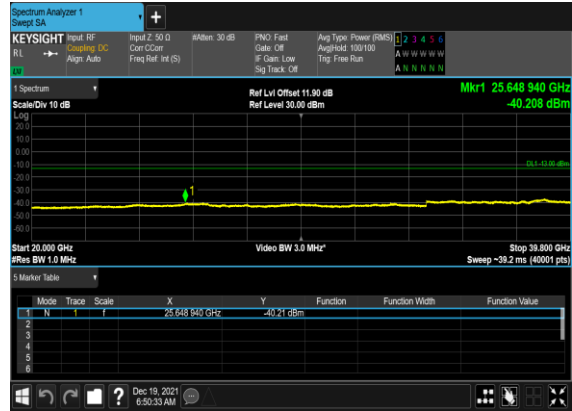 Spectrum Analyzer 1
Swept SA
+
KEYSIGHT
RL
Input: RF
Coupling: DC
Align: Auto
Input Z: 50 Ω
Corr CCorr
Freq Ref: Int (S)
#Atten: 30 dB
PNO: Fast
Gate: Off
IF Gain: Low
Sig Track: Off
Avg Type: Power (RMS)
Avg|Hold: 100/100
Trig: Free Run
1 2 3 4 5 6
A W W W W W
A N N N N N
1 Spectrum
Scale/Div 10 dB
Ref Lvl Offset 11.90 dB
Ref Level 30.00 dBm
Mkr1 25.648 940 GHz
-40.208 dBm
Log
20.0
10.0
0.00
-10.0
-20.0
-30.0
-40.0
-50.0
-60.0
DL1 -13.00 dBm
1
Start 20.000 GHz
#Res BW 1.0 MHz
Video BW 3.0 MHz*
Stop 39.800 GHz
Sweep ~39.2 ms (40001 pts)
5 Marker Table
Mode Trace Scale X Y Function Function Width Function Value
1 N 1 f 25.648 940 GHz -40.21 dBm
2
3
4
5
6
? Dec 19, 2021
6:50:33 AM